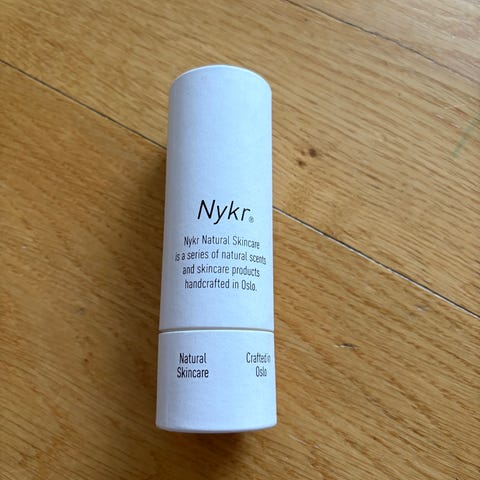 Nykr®
Nykr Natural Skincare
is a series of natural scents
and skincare products
handcrafted in Oslo.
Natural
Skincare
Crafted in
Oslo